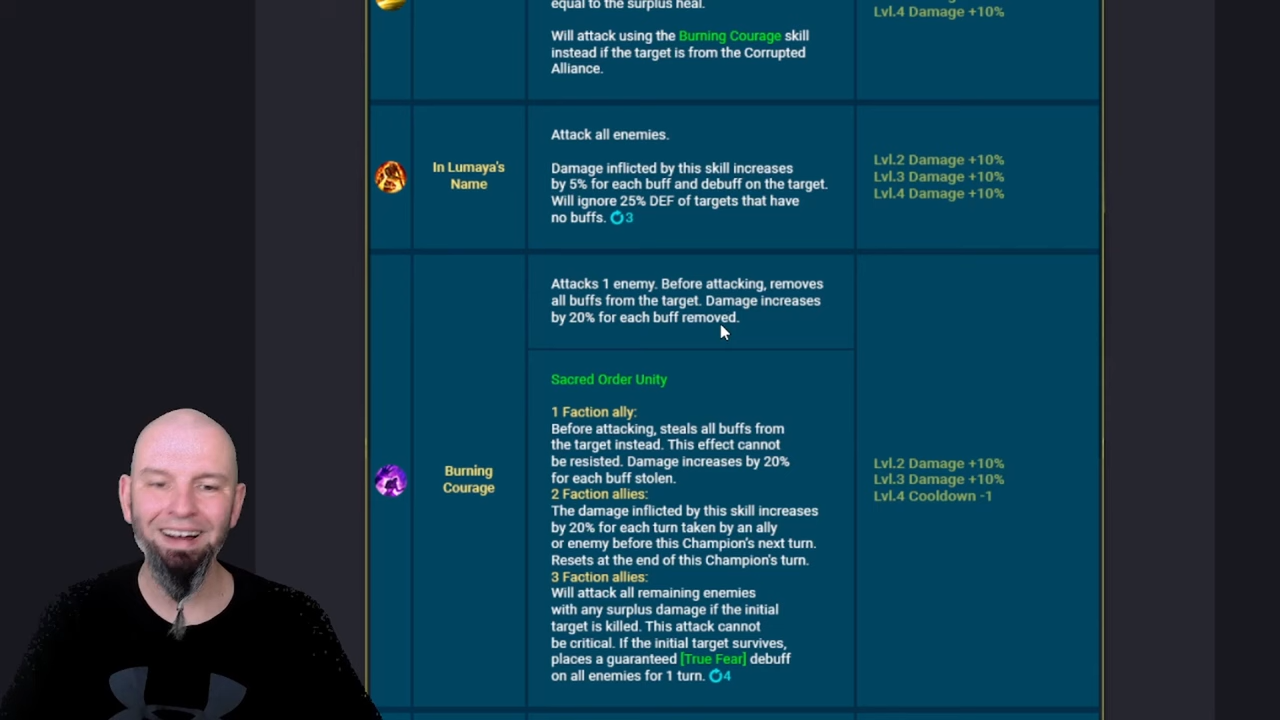 equal to the surplus heal.
Lvl.4 Damage +10%
Will attack using the Burning Courage skill
instead if the target is from the Corrupted
Alliance.
In Lumaya's
Name
Attack all enemies.
Damage inflicted by this skill increases
by 5% for each buff and debuff on the target.
Will ignore 25% DEF of targets that have
no buffs. 3
Lvl.2 Damage +10%
Lvl.3 Damage +10%
Lvl.4 Damage +10%
Burning
Courage
Attacks 1 enemy. Before attacking, removes
all buffs from the target. Damage increases
by 20% for each buff removed.
Sacred Order Unity
1 Faction ally:
Before attacking, steals all buffs from
the target instead. This effect cannot
be resisted. Damage increases by 20%
for each buff stolen.
2 Faction allies:
The damage inflicted by this skill increases
by 20% for each turn taken by an ally
or enemy before this Champion's next turn.
Resets at the end of this Champion's turn.
3 Faction allies:
Will attack all remaining enemies
with any surplus damage if the initial
target is killed. This attack cannot
be critical. If the initial target survives,
places a guaranteed [True Fear] debuff
on all enemies for 1 turn. 4
Lvl.2 Damage +10%
Lvl.3 Damage +10%
Lvl.4 Cooldown -1